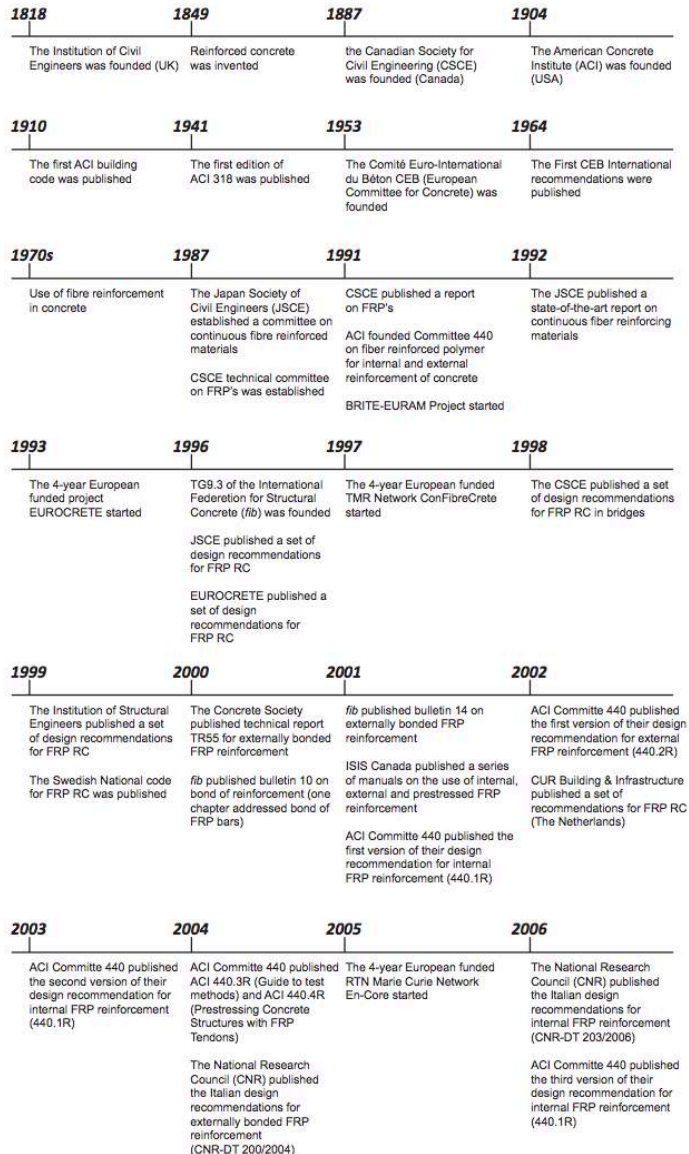 1818
1849
1887
1904
The Institution of Civil
Engineers was founded (UK)
Reinforced concrete
was invented
the Canadian Society for
Civil Engineering (CSCE)
was founded (Canada)
The American Concrete
Institute (ACI) was founded
(USA)
1910
1941
1953
1964
The first ACI building
code was published
The first edition of
ACI 318 was published
The Comité Euro-International
du Béton CEB (European
Committee for Concrete) was
founded
The First CEB International
recommendations were
published
1970s
1987
1991
1992
Use of fibre reinforcement
in concrete
The Japan Society of
Civil Engineers (JSCE)
established a committee on
continuous fibre reinforced
materials
CSCE technical committee
on FRP's was established
CSCE published a report
on FRP's
ACI founded Committee 440
on fiber reinforced polymer
for internal and external
reinforcement of concrete
BRITE-EURAM Project started
The JSCE published a
state-of-the-art report on
continuous fiber reinforcing
materials
1993
1996
1997
1998
The 4-year European
funded project
EUROCRETE started
TG9.3 of the International
Federetion for Structural
Concrete (fib) was founded
JSCE published a set of
design recommendations
for FRP RC
EUROCRETE published a
set of design
recommendations for
FRP RC
The 4-year European funded
TMR Network ConFibreCrete
started
The CSCE published a set
of design recommendations
for FRP RC in bridges
1999
2000
2001
2002
The Institution of Structural
Engineers published a set
of design recommendations
for FRP RC
The Swedish National code
for FRP RC was published
The Concrete Society
published technical report
TR55 for externally bonded
FRP reinforcement
fib published bulletin 10 on
bond of reinforcement (one
chapter addressed bond of
FRP bars)
fib published bulletin 14 on
externally bonded FRP
reinforcement
ISIS Canada published a series
of manuals on the use of internal,
external and prestressed FRP
reinforcement
ACI Committe 440 published the
first version of their design
recommendation for internal
FRP reinforcement (440.1R)
ACI Committe 440 published
the first version of their design
recommendation for external
FRP reinforcement (440.2R)
CUR Building & Infrastructure
published a set of
recommendations for FRP RC
(The Netherlands)
2003
2004
2005
2006
ACI Committe 440 published
the second version of their
design recommendation for
internal FRP reinforcement
(440.1R)
ACI Committe 440 published
ACI 440.3R (Guide to test
methods) and ACI 440.4R
(Prestressing Concrete
Structures with FRP
Tendons)
The National Research
Council (CNR) published
the Italian design
recommendations for
externally bonded FRP
reinforcement
(CNR-DT 200/2004)
The 4-year European funded
RTN Marie Curie Network
En-Core started
The National Research
Council (CNR) published
the Italian design
recommendations for
internal FRP reinforcement
(CNR-DT 203/2006)
ACI Committe 440 published
the third version of their
design recommendation for
internal FRP reinforcement
(440.1R)